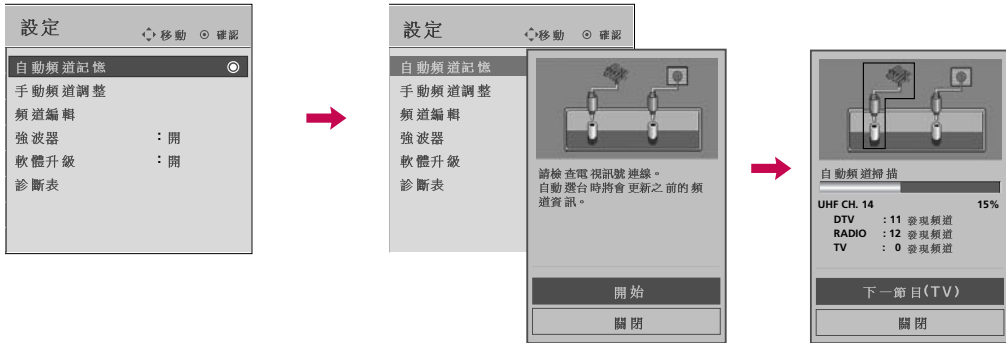 設定
移動 ⊙ 確認
自動頻道記憶
手動頻道調整
頻道編輯
強波器 : 開
軟體升級 : 開
診斷表
設定
移動 ⊙ 確認
自動頻道記憶
手動頻道調整
頻道編輯
強波器
軟體升級
診斷表
請檢查電視訊號連線。
自動選台時將會更新之前的頻
道資訊。
開始
關閉
自動頻道掃描
UHF CH. 14 15%
DTV : 11 發現頻道
RADIO : 12 發現頻道
TV : 0 發現頻道
下一節目(TV)
關閉